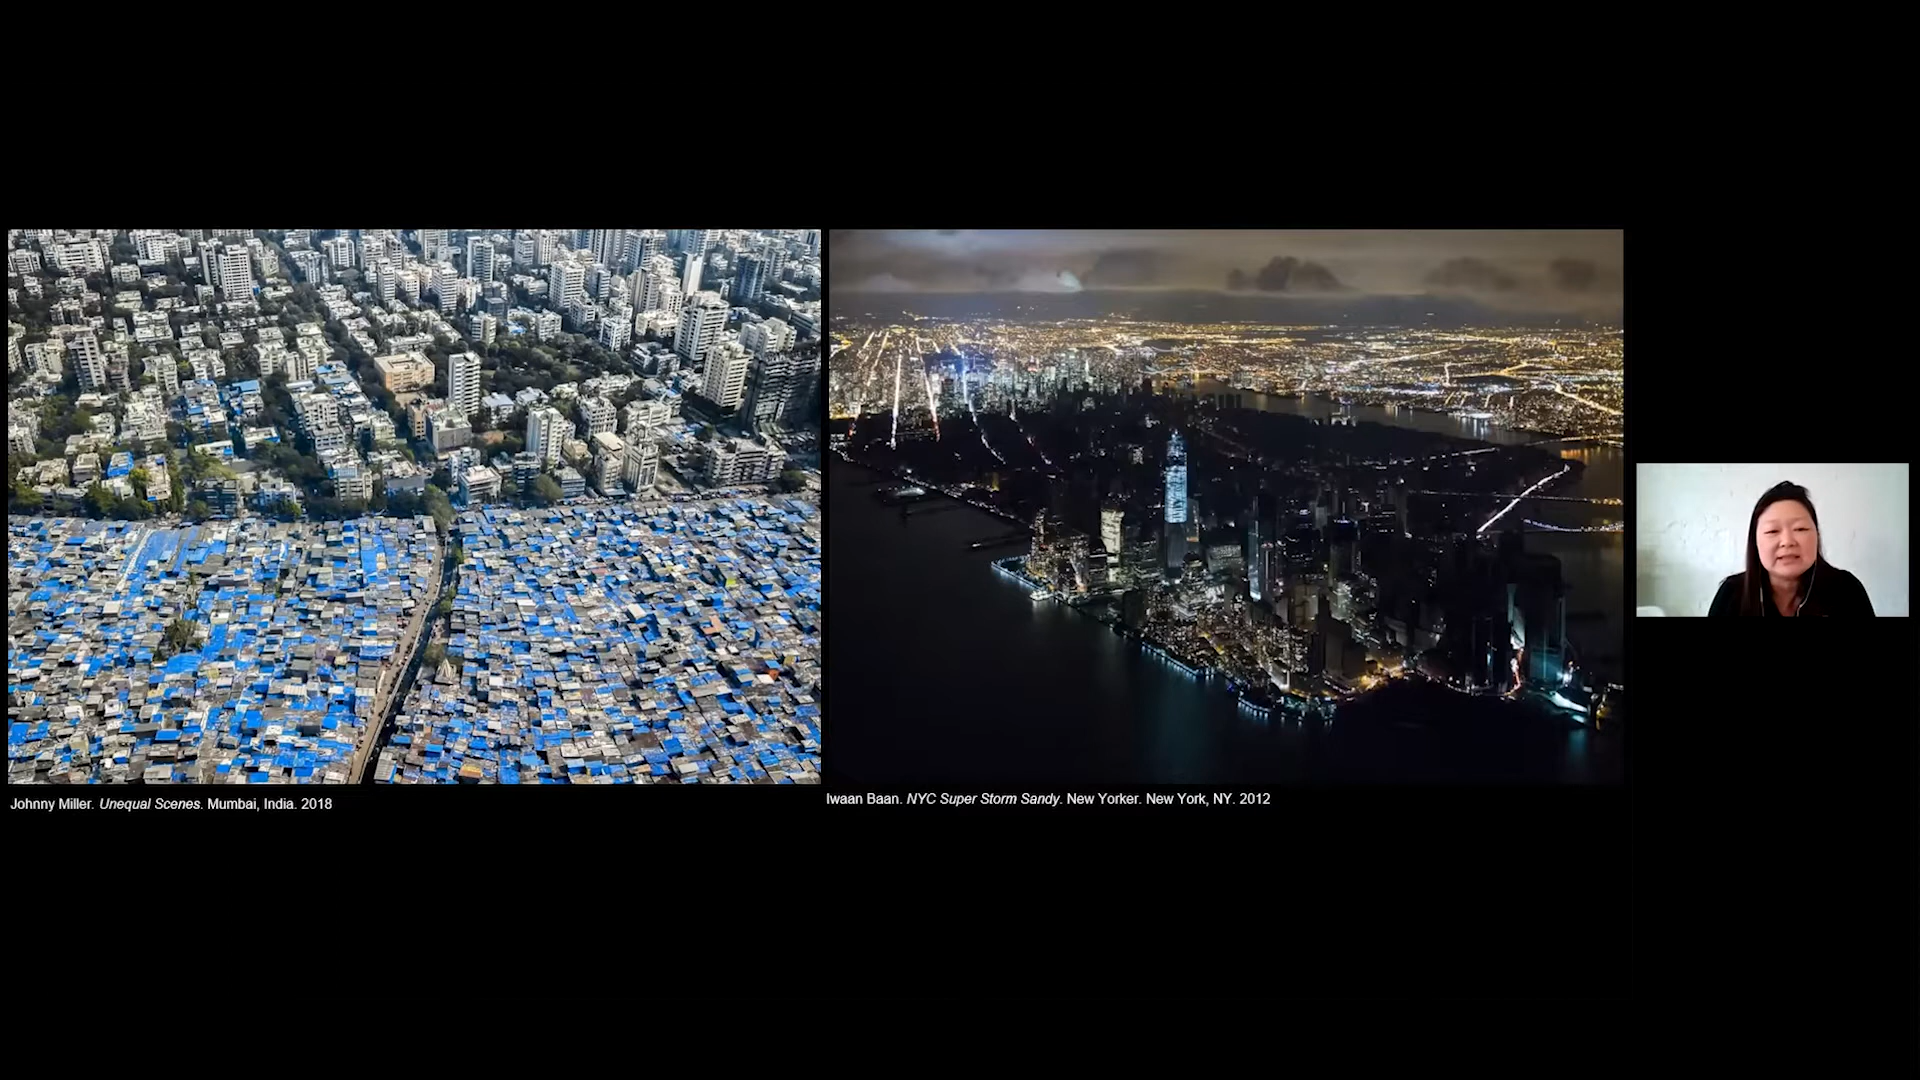 Johnny Miller. Unequal Scenes. Mumbai, India. 2018
Iwaan Baan. NYC Super Storm Sandy. New Yorker. New York, NY. 2012